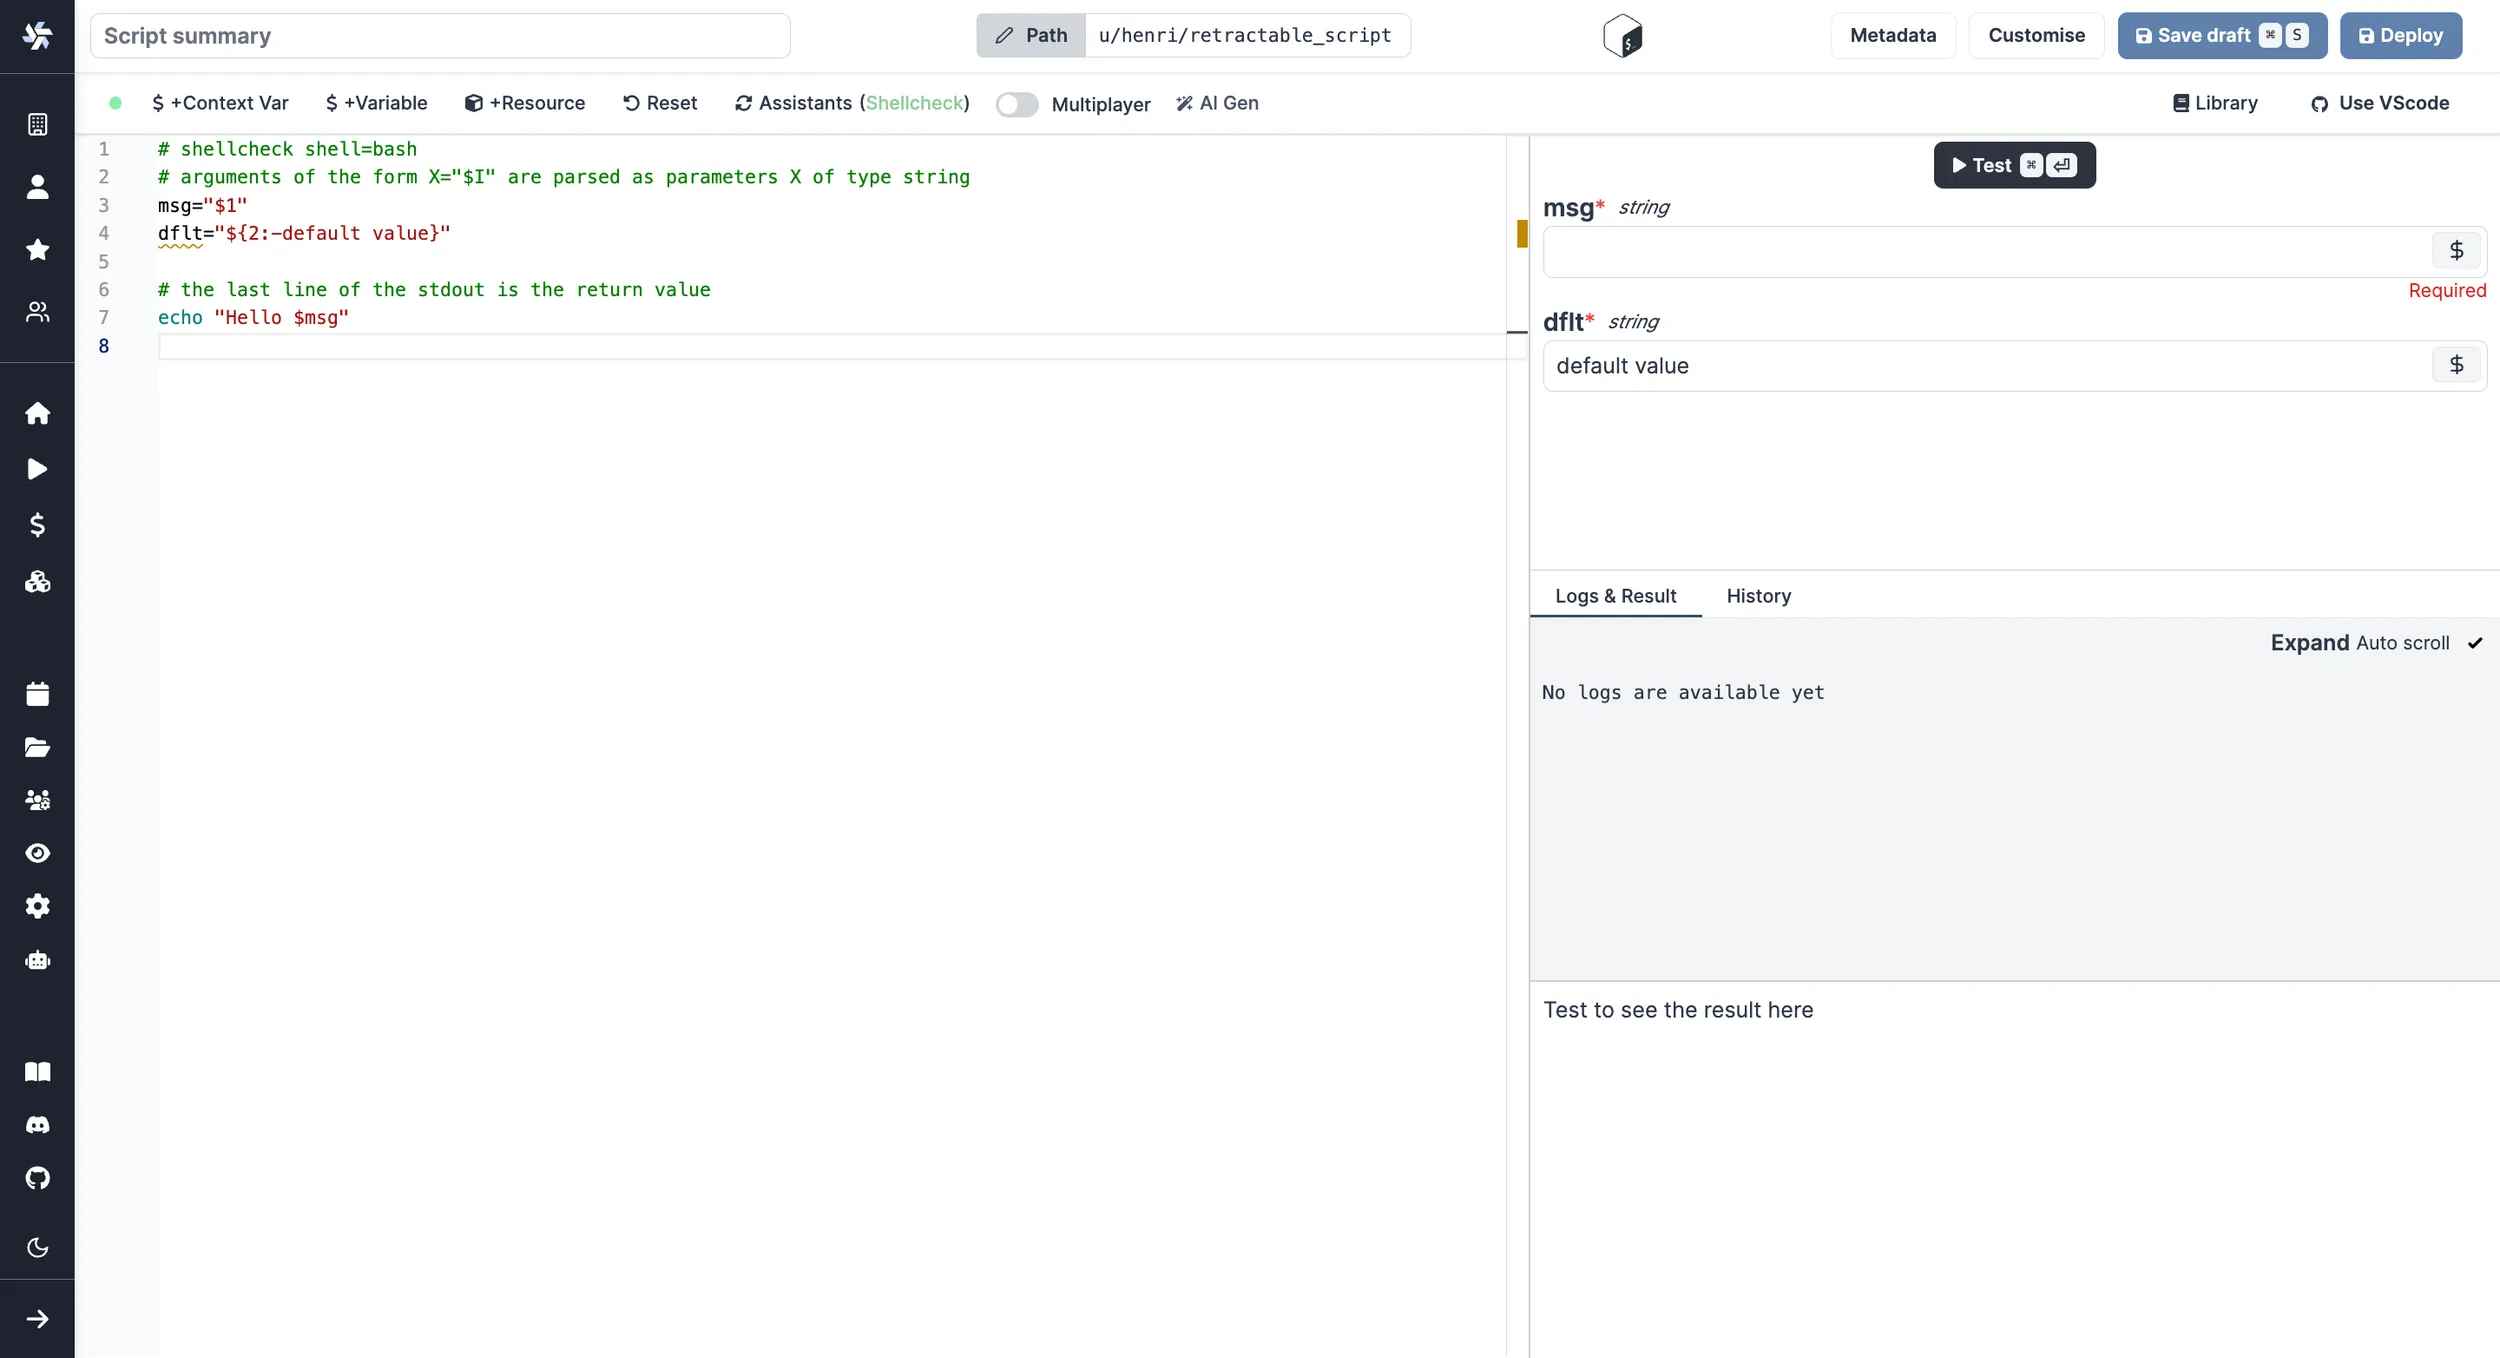 Script summary
Path
u/henri/retractable_script
Metadata
Customise
Save draft ⌘ S
Deploy
$ +Context Var
$ +Variable
+Resource
Reset
Assistants (Shellcheck)
Multiplayer
AI Gen
Library
Use VScode
1 # shellcheck shell=bash
2 # arguments of the form X="$I" are parsed as parameters X of type string
3 msg="$1"
4 dflt="${2:-default value}"
5
6 # the last line of the stdout is the return value
7 echo "Hello $msg"
8
Test ⌘ ⏎
msg* string
$
Required
dflt* string
default value
$
Logs & Result
History
Expand Auto scroll
No logs are available yet
Test to see the result here